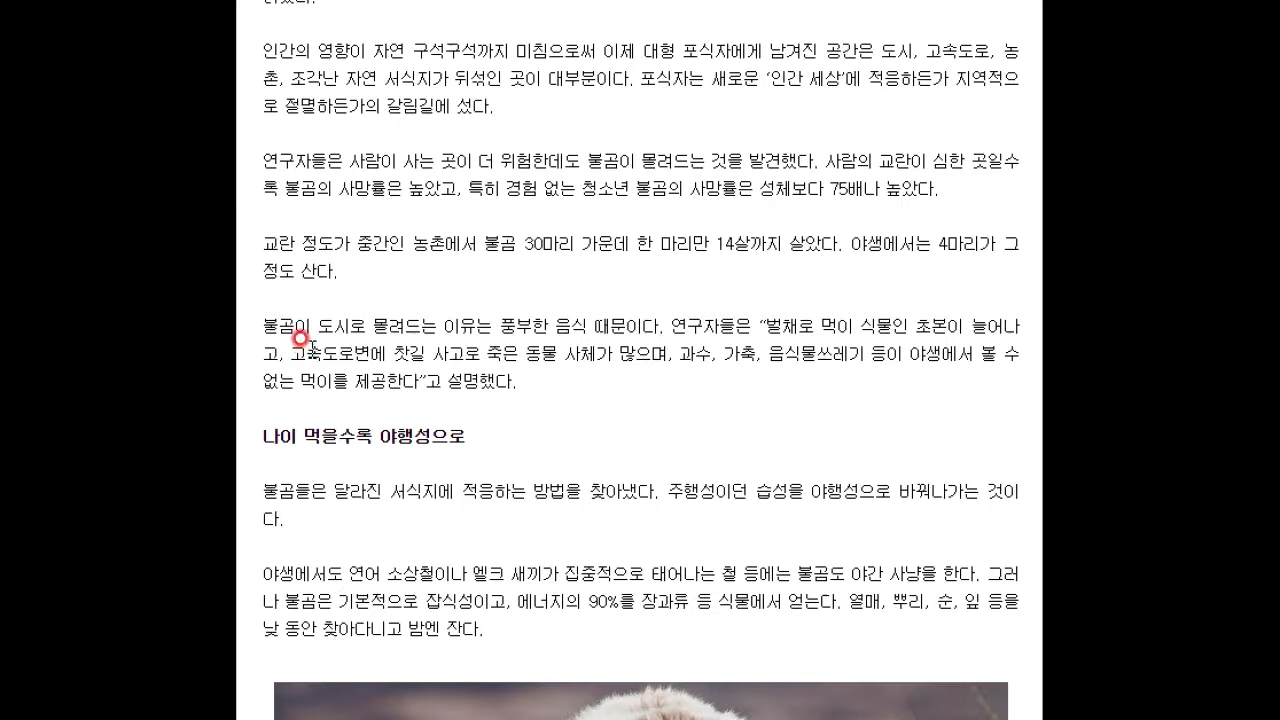 인간의 영향이 자연 구석구석까지 미침으로써 이제 대형 포식자에게 남겨진 공간은 도시, 고속도로, 농
촌, 조각난 자연 서식지가 뒤섞인 곳이 대부분이다. 포식자는 새로운 ‘인간 세상’에 적응하든가 지역적으
로 절멸하든가의 갈림길에 섰다.
연구자들은 사람이 사는 곳이 더 위험한데도 불곰이 몰려드는 것을 발견했다. 사람의 교란이 심한 곳일수
록 불곰의 사망률은 높았고, 특히 경험 없는 청소년 불곰의 사망률은 성체보다 75배나 높았다.
교란 정도가 중간인 농촌에서 불곰 30마리 가운데 한 마리만 14살까지 살았다. 야생에서는 4마리가 그
정도 산다.
불곰이 도시로 몰려드는 이유는 풍부한 음식 때문이다. 연구자들은 “벌채로 먹이 식물인 초본이 늘어나
고, 고속도로변에 찻길 사고로 죽은 동물 사체가 많으며, 과수, 가축, 음식물쓰레기 등이 야생에서 볼 수
없는 먹이를 제공한다”고 설명했다.
나이 먹을수록 야행성으로
불곰들은 달라진 서식지에 적응하는 방법을 찾아냈다. 주행성이던 습성을 야행성으로 바꿔나가는 것이
다.
야생에서도 연어 소상철이나 엘크 새끼가 집중적으로 태어나는 철 등에는 불곰도 야간 사냥을 한다. 그러
나 불곰은 기본적으로 잡식성이고, 에너지의 90%를 장과류 등 식물에서 얻는다. 열매, 뿌리, 순, 잎 등을
낮 동안 찾아다니고 밤엔 잔다.